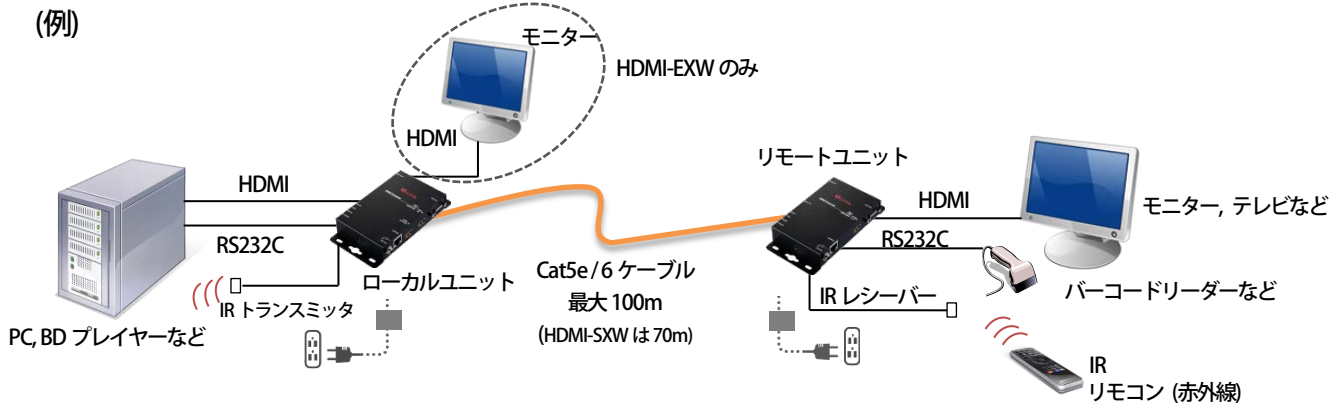 (例)
モニター
HDMI-EXW のみ
HDMI
リモートユニット
HDMI
HDMI
モニター, テレビなど
RS232C
RS232C
Cat5e / 6 ケーブル
ローカルユニット
最大 100m
IR レシーバー
バーコードリーダーなど
IR トランスミッタ
(HDMI-SXW は 70m)
PC, BD プレイヤーなど
IR
リモコン (赤外線)